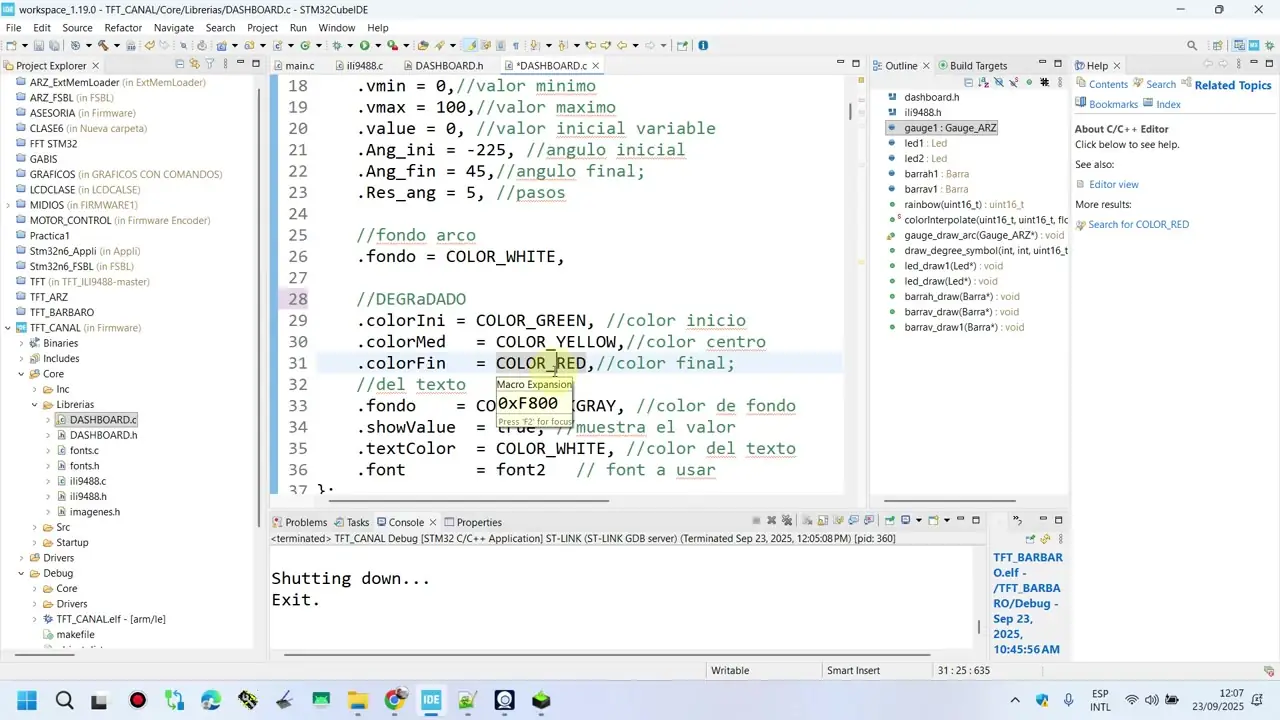 workspace_1.19.0 - TFT_CANAL/Core/Librerias/DASHBOARD.c - STM32CubeIDE
File Edit Source Refactor Navigate Search Project Run Window Help
Project Explorer
ARZ_ExtMemLoader (in ExtMemLoader)
ARZ_FSBL (in FSBL)
ASESORIA (in Firmware)
CLASE6 (in Nueva carpeta)
FFT STM32
GABIS
GRAFICOS (in GRAFICOS CON COMANDOS)
LCDCLASE (in LCDCALSE)
MIDIOS (in FIRMWARE1)
MOTOR_CONTROL (in Firmware Encoder)
Practica1
Stm32n6_Appli (in Appli)
Stm32n6_FSBL (in FSBL)
TFT (in TFT_ILI9488-master)
TFT_ARZ
TFT_BARBARO
TFT_CANAL (in Firmware)
Binaries
Includes
Core
Inc
Librerias
DASHBOARD.c
DASHBOARD.h
fonts.c
fonts.h
ili9488.c
ili9488.h
imagenes.h
Src
Startup
Drivers
Debug
Core
Drivers
TFT_CANAL.elf - [arm/le]
makefile
main.c ili9488.c DASHBOARD.h *DASHBOARD.c
18 .vmin = 0,//valor minimo
19 .vmax = 100,//valor maximo
20 .value = 0, //valor inicial variable
21 .Ang_ini = -225, //angulo inicial
22 .Ang_fin = 45,//angulo final;
23 .Res_ang = 5, //pasos
24
25 //fondo arco
26 .fondo = COLOR_WHITE,
27
28 //DEGRaDADO
29 .colorIni = COLOR_GREEN, //color inicio
30 .colorMed = COLOR_YELLOW,//color centro
31 .colorFin = COLOR_RED,//color final;
32 //del texto
33 .fondo = CO GRAY, //color de fondo
34 .showValue = true, //muestra el valor
35 .textColor = COLOR_WHITE, //color del texto
36 .font = font2 // font a usar
37 };
Macro Expansion
0xF800
Press 'F2' for focus
Problems Tasks Console Properties
<terminated> TFT_CANAL Debug [STM32 C/C++ Application] ST-LINK (ST-LINK GDB server) (Terminated Sep 23, 2025, 12:05:08 PM) [pid: 360]
Shutting down...
Exit.
Outline Build Targets
dashboard.h
ili9488.h
gauge1 : Gauge_ARZ
led1 : Led
led2 : Led
barrah1 : Barra
barrav1 : Barra
rainbow(uint16_t) : uint16_t
colorInterpolate(uint16_t, uint16_t, flo
gauge_draw_arc(Gauge_ARZ*) : void
draw_degree_symbol(int, int, uint16_t
led_draw1(Led*) : void
led_draw(Led*) : void
barrah_draw(Barra*) : void
barrav_draw(Barra*) : void
barrav_draw1(Barra*) : void
TFT_BARBAR
O.elf -
/TFT_BARBA
RO/Debug -
Sep 23,
2025,
10:45:56 AM
Help
Contents Search Related Topics
Bookmarks Index
About C/C++ Editor
Click below to see help.
See also:
Editor view
More results:
Search for COLOR_RED
Writable Smart Insert 31 : 25 : 635
IDE
ESP
INTL
12:07
23/09/2025